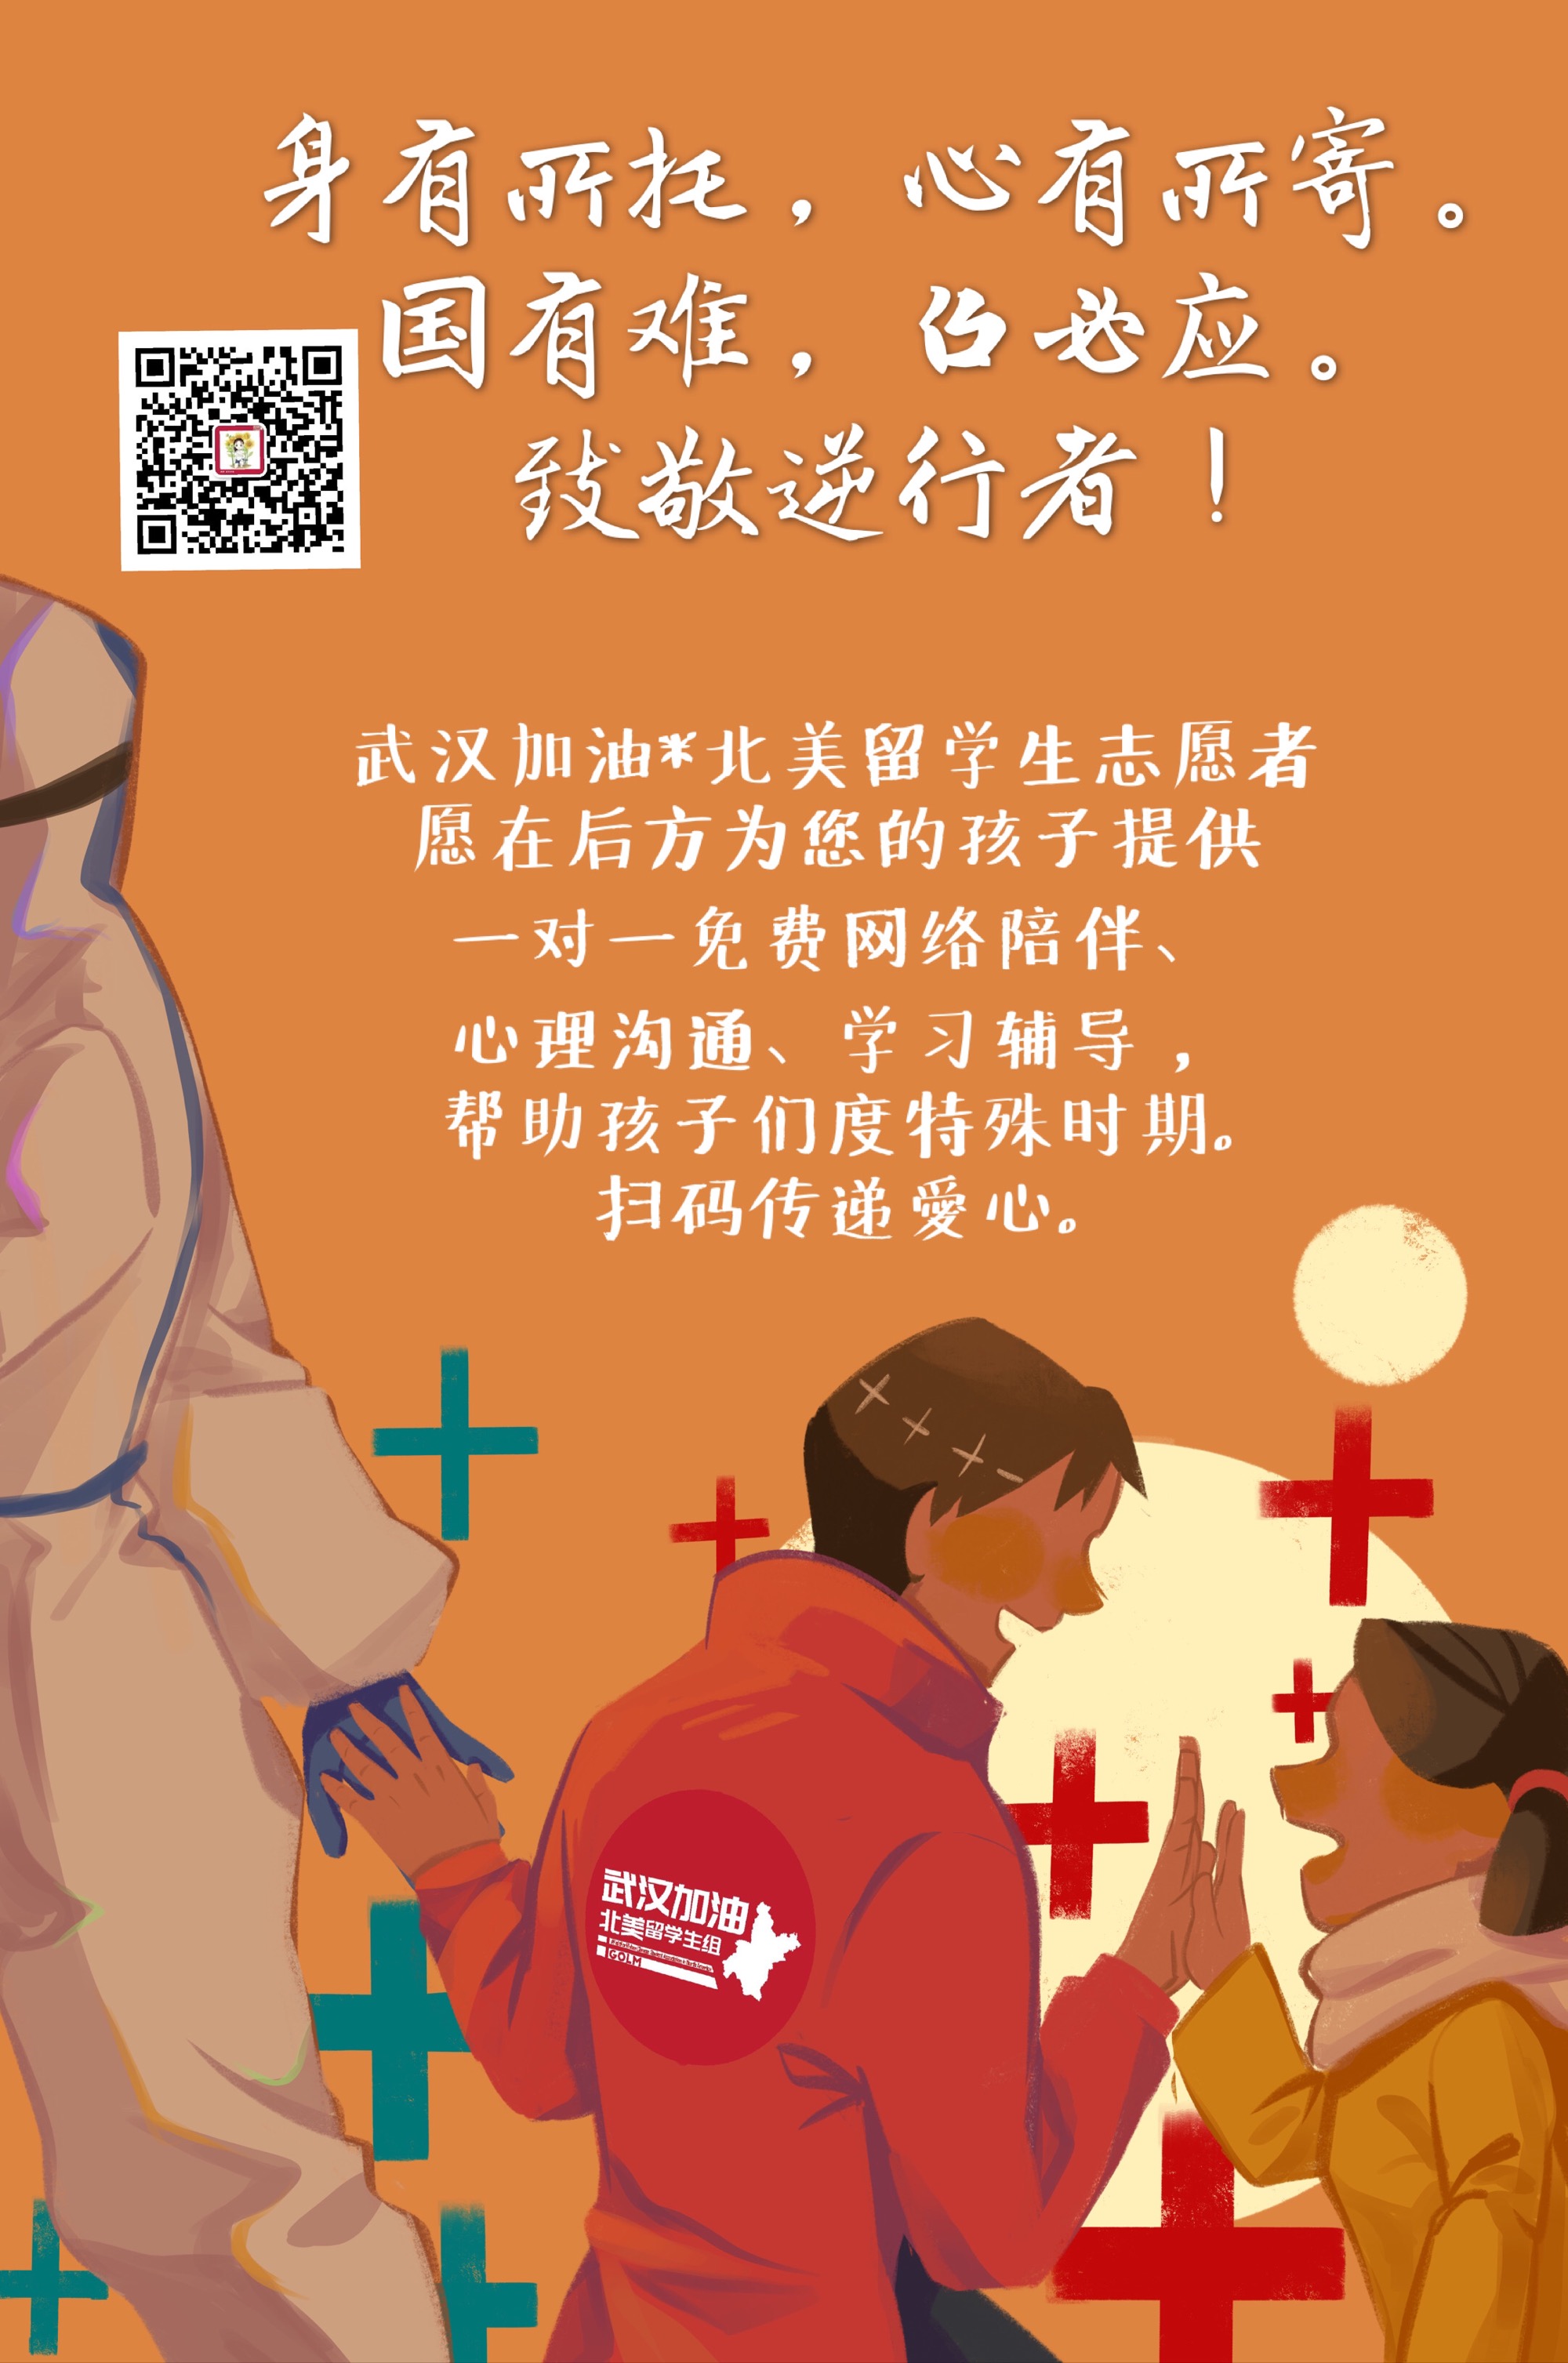 身有所托，心有所寄。
国有难，召必应。
致敬逆行者！
武汉加油*北美留学生志愿者
愿在后方为您的孩子提供
一对一免费网络陪伴、
心理沟通、学习辅导，
帮助孩子们度特殊时期。
扫码传递愛心。
武汉加油
北美留学生组
GOLM